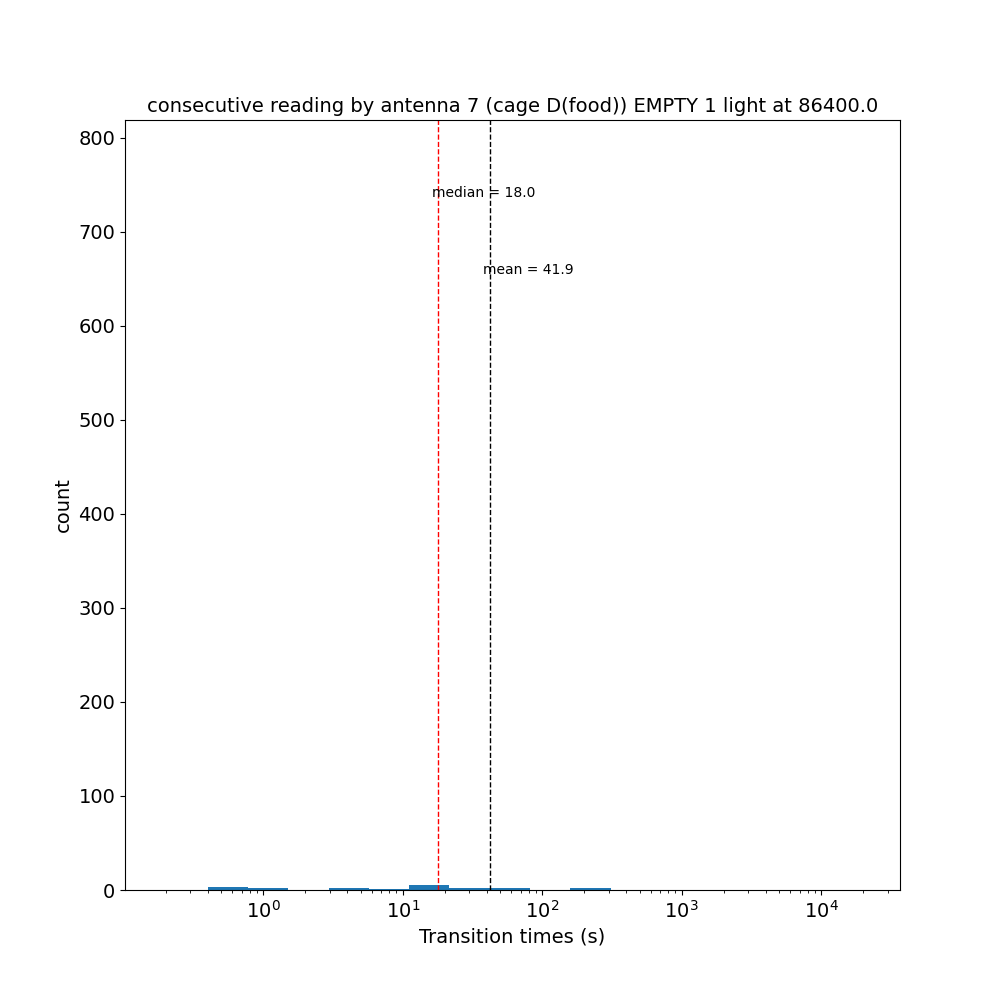 consecutive reading by antenna 7 (cage D(food)) EMPTY 1 light at 86400.0
800
700
600
500
400
300
200
100
0
count
median = 18.0
mean = 41.9
10^0
10^1
10^2
10^3
10^4
Transition times (s)